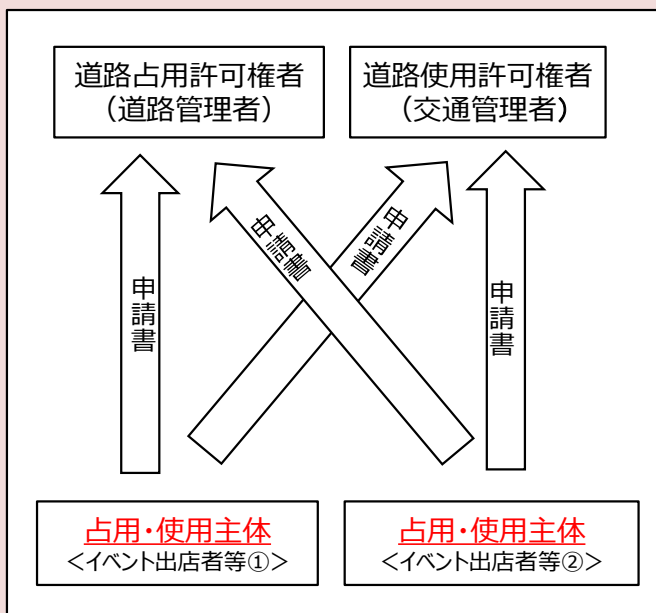 道路占用許可権者
（道路管理者）
道路使用許可権者
（交通管理者）
申請書
申請書
申請書
申請書
占用・使用主体
＜イベント出店者等①＞
占用・使用主体
＜イベント出店者等②＞